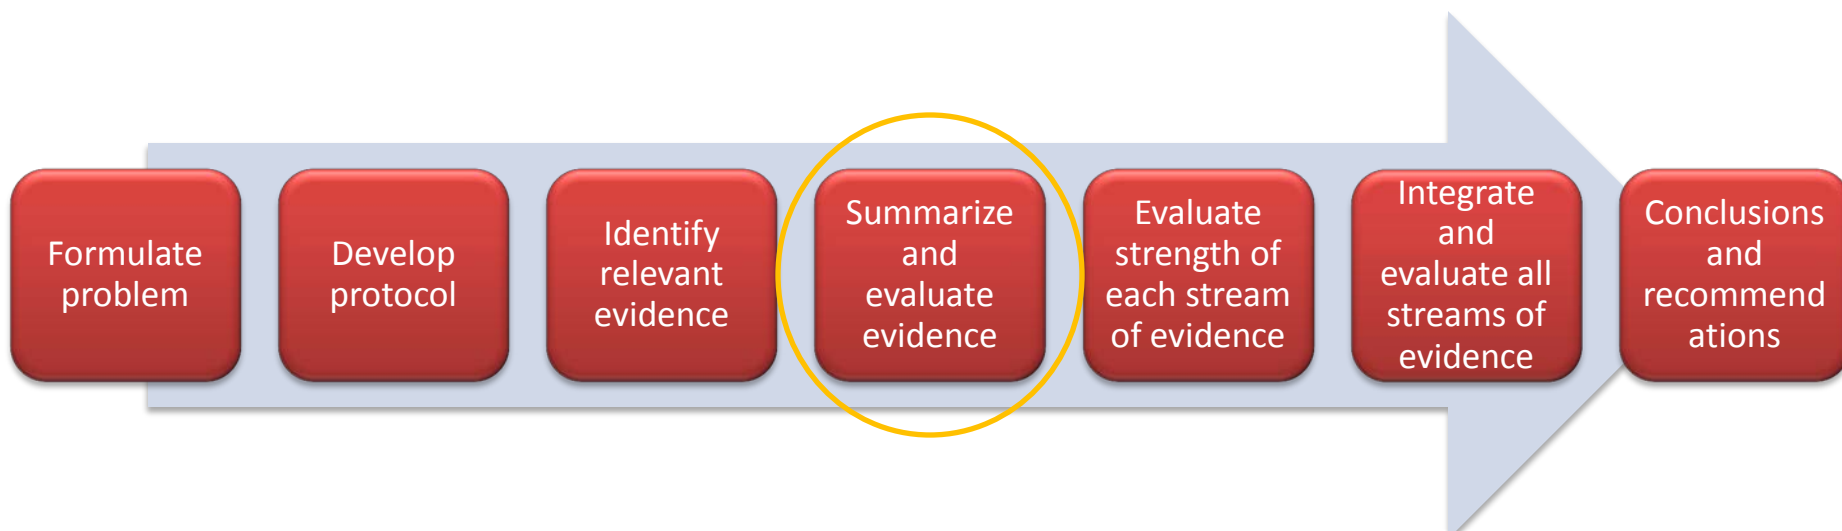 Formulate
problem
Develop
protocol
Identify
relevant
evidence
Summarize
and
evaluate
evidence
Evaluate
strength of
each stream
of evidence
Integrate
and
evaluate all
streams of
evidence
Conclusions
and
recommend
ations